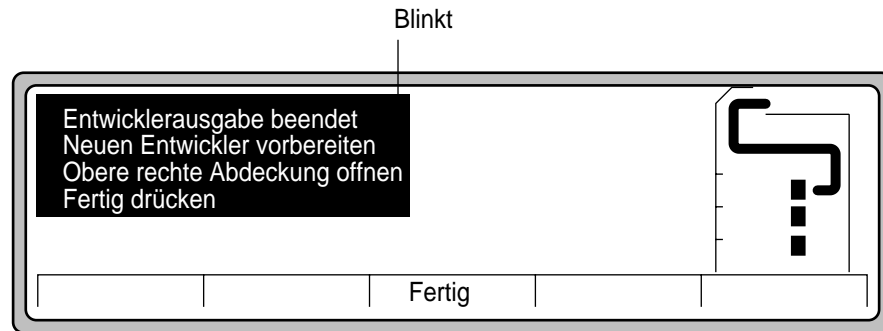 Blinkt
Entwicklerausgabe beendet
Neuen Entwickler vorbereiten
Obere rechte Abdeckung offnen
Fertig drücken
Fertig